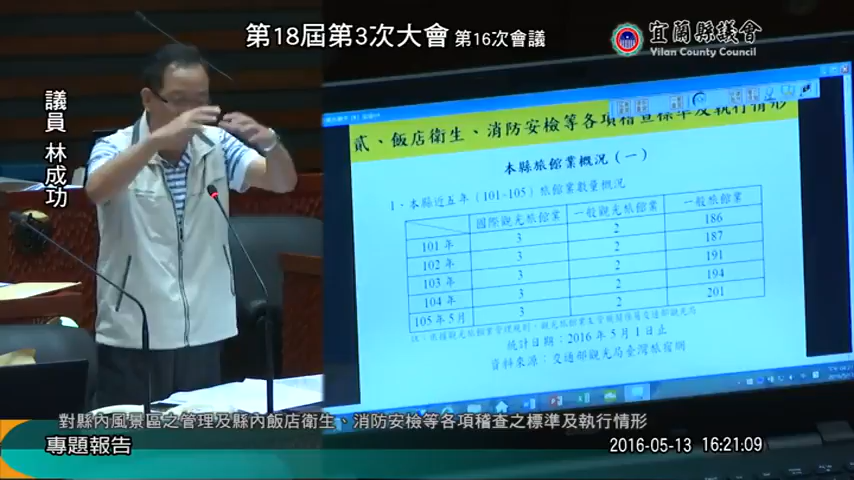 第18屆第3次大會 第16次會議
宜蘭縣議會
Yilan County Council
議員 林成功
貳、飯店衛生、消防安檢等各項稽查標準及執行情形
本縣旅館業概況（一）
1、本縣近五年（101-105）旅館業數量概況
國際觀光旅館業 一般觀光旅館業 一般旅館業
101年 3 2 186
102年 3 2 187
103年 3 2 191
104年 3 2 194
105年5月 3 2 201
統計日期：2016年5月1日止
資料來源：交通部觀光局臺灣旅宿網
對縣內風景區之管理及縣內飯店衛生、消防安檢等各項稽查之標準及執行情形
專題報告
2016-05-13 16:21:09